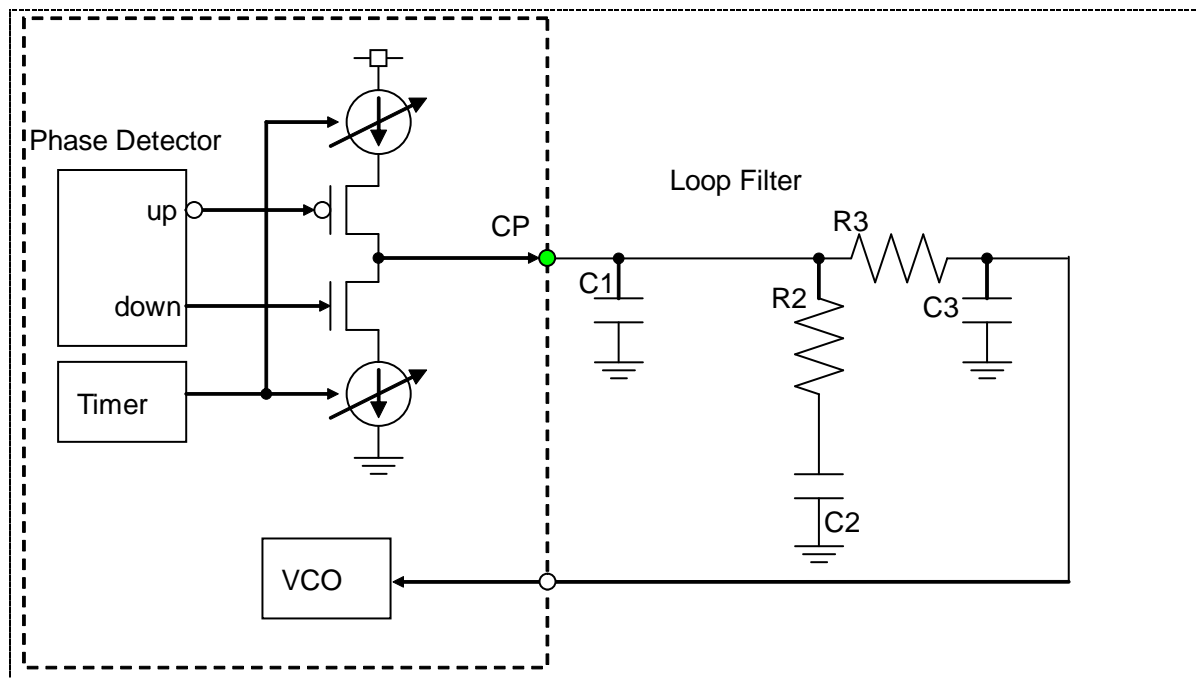 Phase Detector
up
down
Timer
CP
VCO
Loop Filter
C1
R2
R3
C3
C2